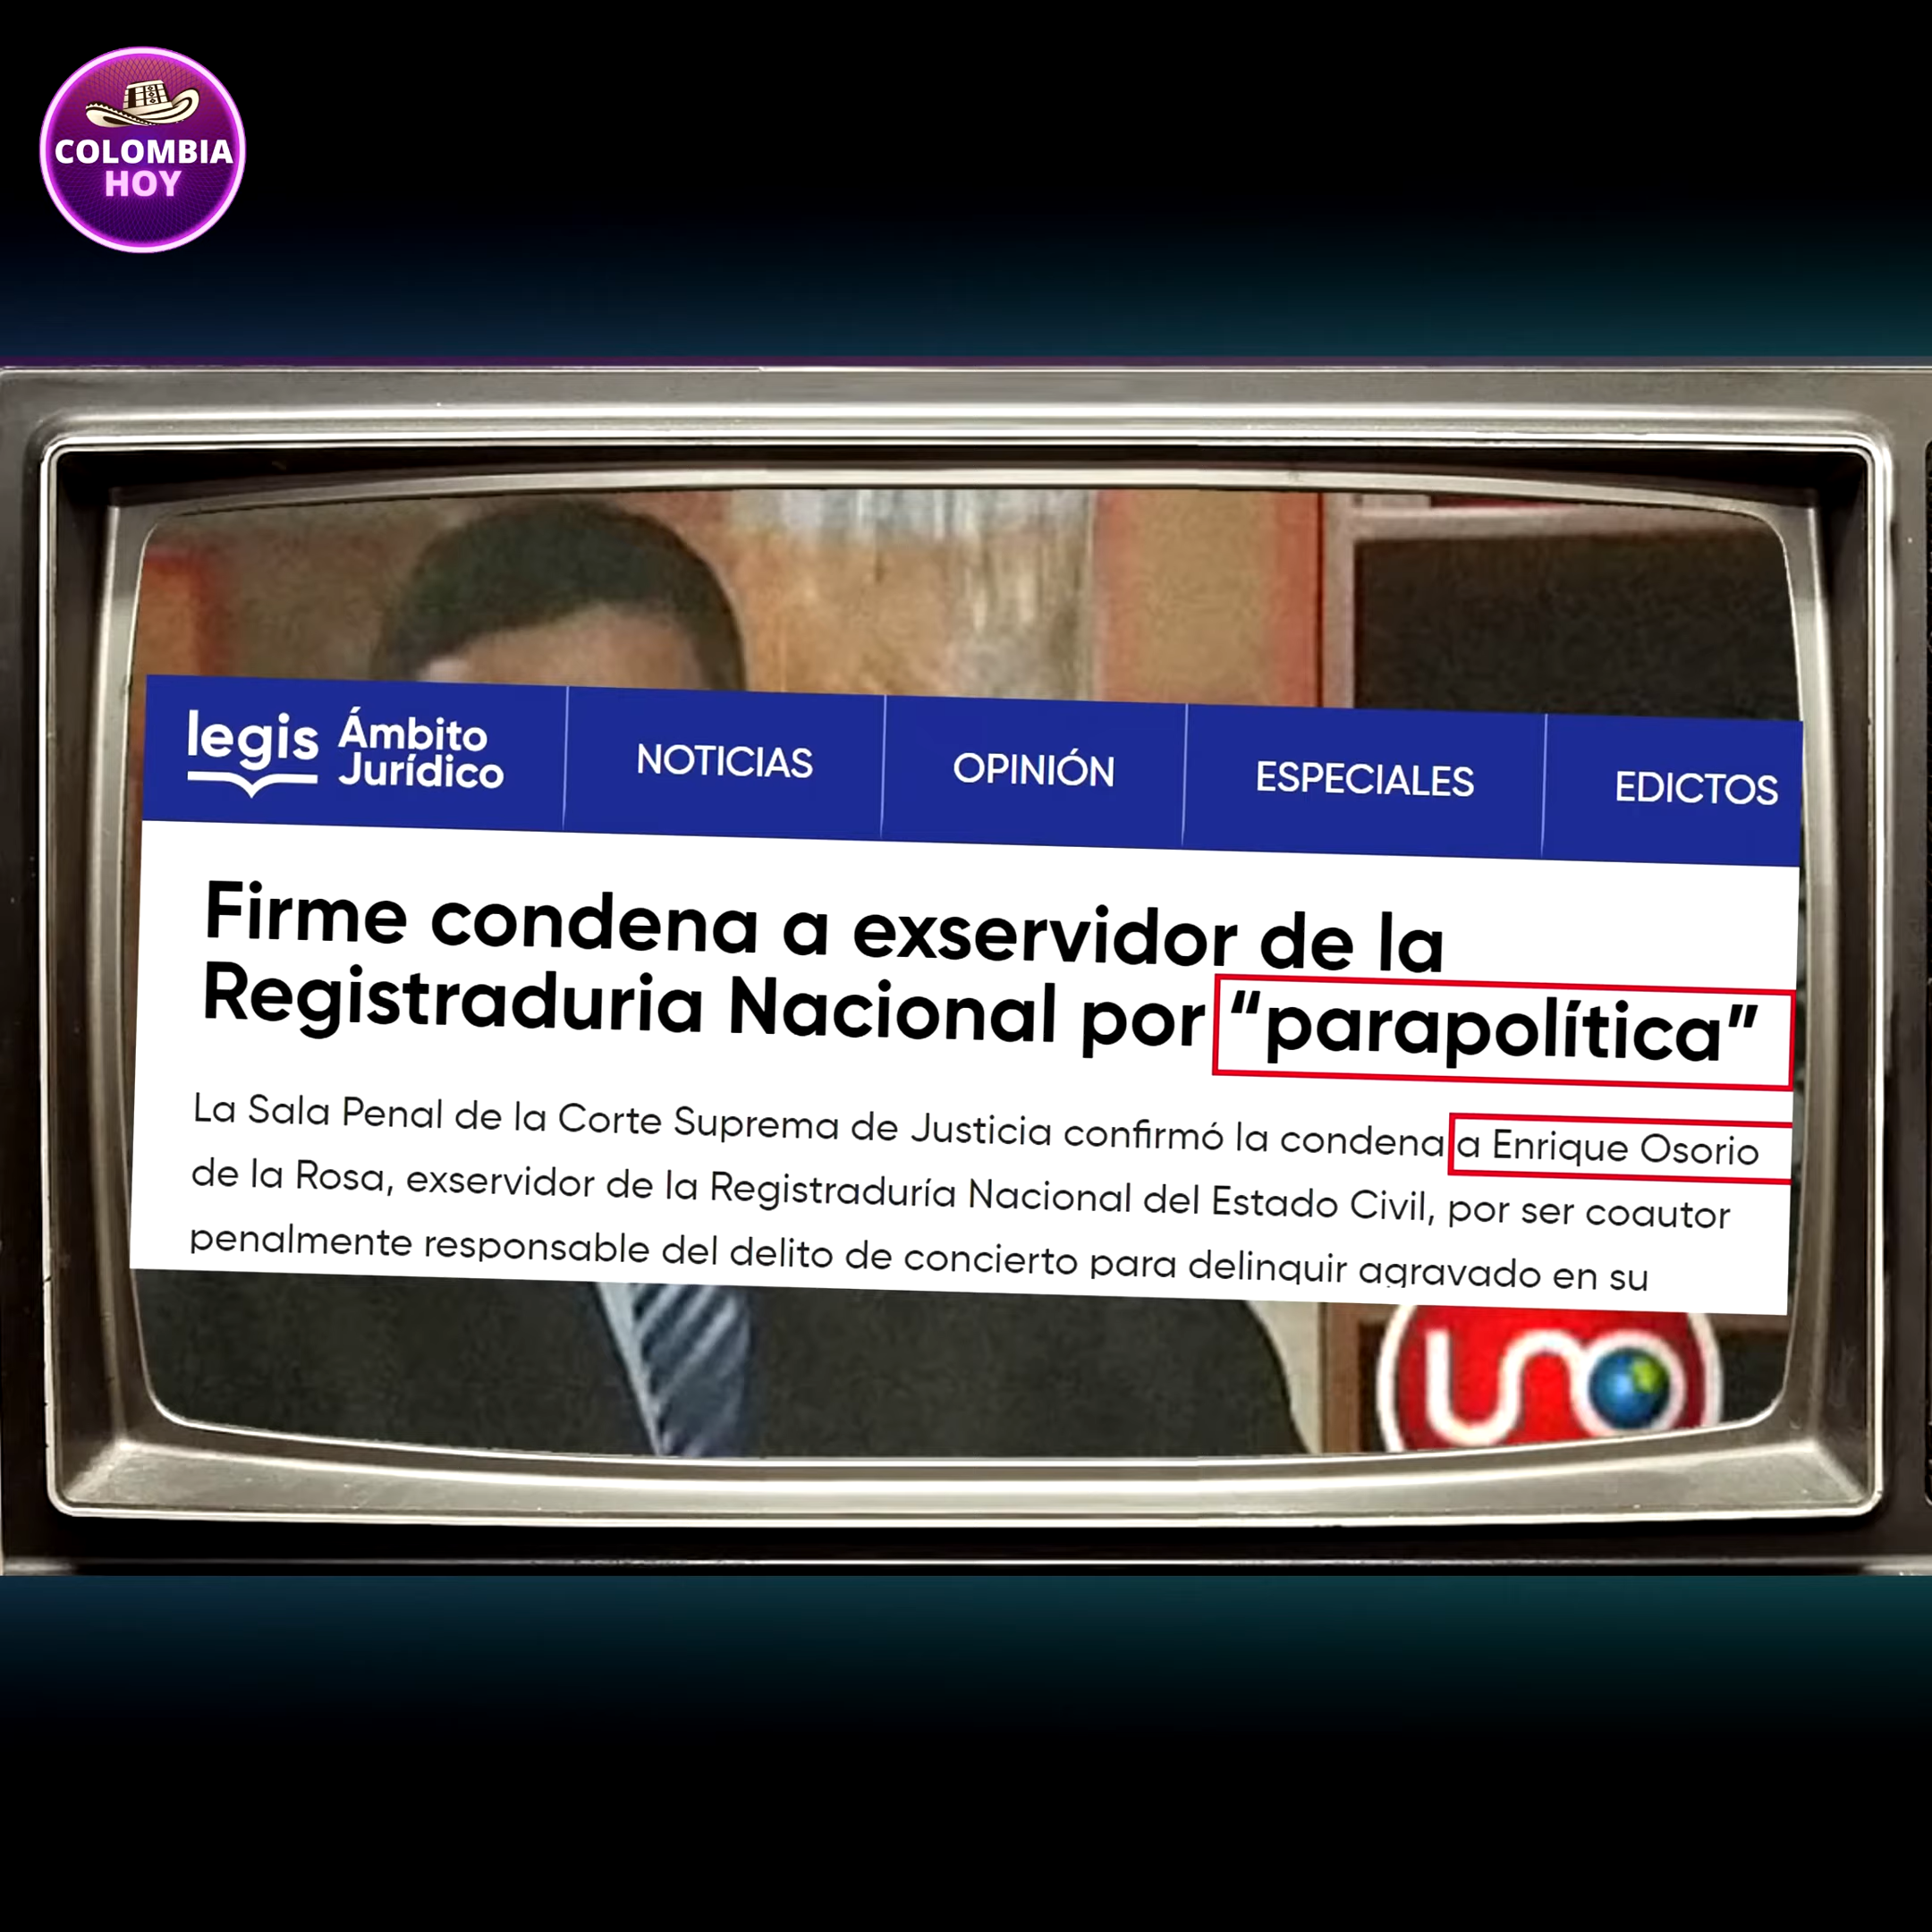 COLOMBIA
HOY
legis Ámbito Jurídico
NOTICIAS
OPINIÓN
ESPECIALES
EDICTOS
Firme condena a exservidor de la
Registraduria Nacional por “parapolítica”
La Sala Penal de la Corte Suprema de Justicia confirmó la condena a Enrique Osorio
de la Rosa, exservidor de la Registraduría Nacional del Estado Civil, por ser coautor
penalmente responsable del delito de concierto para delinquir agravado en su
uno